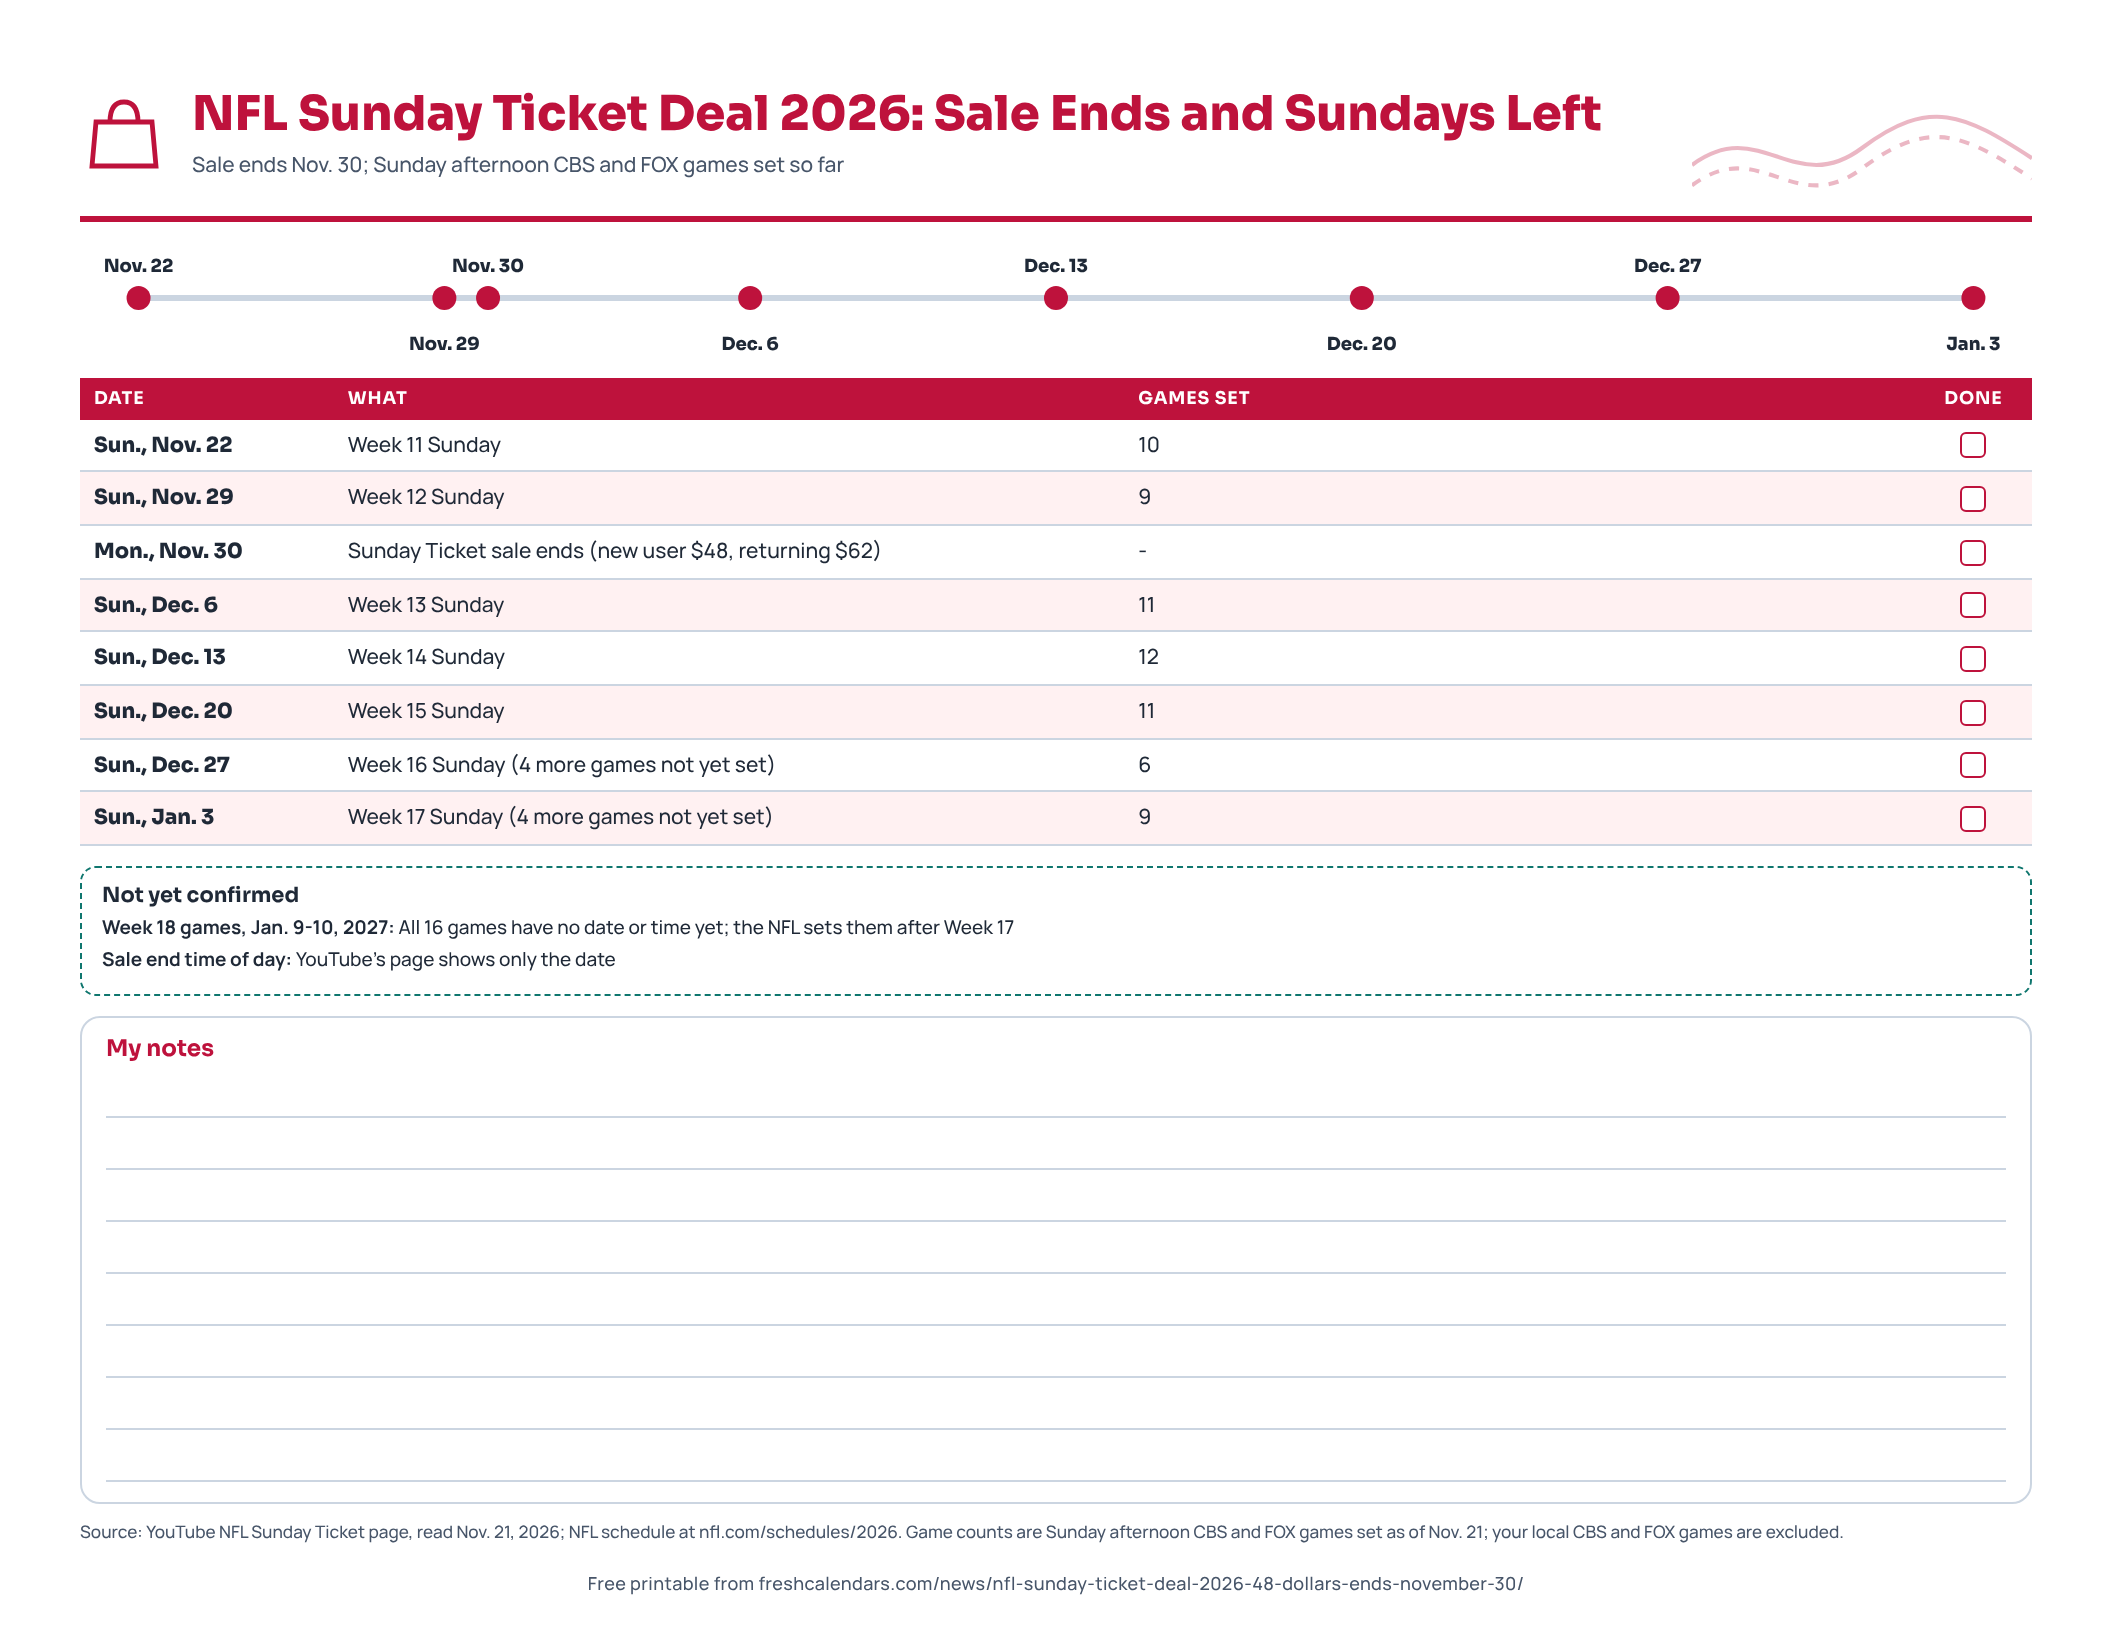 NFL Sunday Ticket Deal 2026: Sale Ends and Sundays Left
Sale ends Nov. 30; Sunday afternoon CBS and FOX games set so far
Nov. 22 Nov. 30 Dec. 13 Dec. 27
Nov. 29 Dec. 6 Dec. 20 Jan. 3
DATE WHAT GAMES SET DONE
Sun., Nov. 22 Week 11 Sunday 10
Sun., Nov. 29 Week 12 Sunday 9
Mon., Nov. 30 Sunday Ticket sale ends (new user $48, returning $62) -
Sun., Dec. 6 Week 13 Sunday 11
Sun., Dec. 13 Week 14 Sunday 12
Sun., Dec. 20 Week 15 Sunday 11
Sun., Dec. 27 Week 16 Sunday (4 more games not yet set) 6
Sun., Jan. 3 Week 17 Sunday (4 more games not yet set) 9
Not yet confirmed
Week 18 games, Jan. 9-10, 2027: All 16 games have no date or time yet; the NFL sets them after Week 17
Sale end time of day: YouTube's page shows only the date
My notes
Source: YouTube NFL Sunday Ticket page, read Nov. 21, 2026; NFL schedule at nfl.com/schedules/2026. Game counts are Sunday afternoon CBS and FOX games set as of Nov. 21; your local CBS and FOX games are excluded.
Free printable from freshcalendars.com/news/nfl-sunday-ticket-deal-2026-48-dollars-ends-november-30/